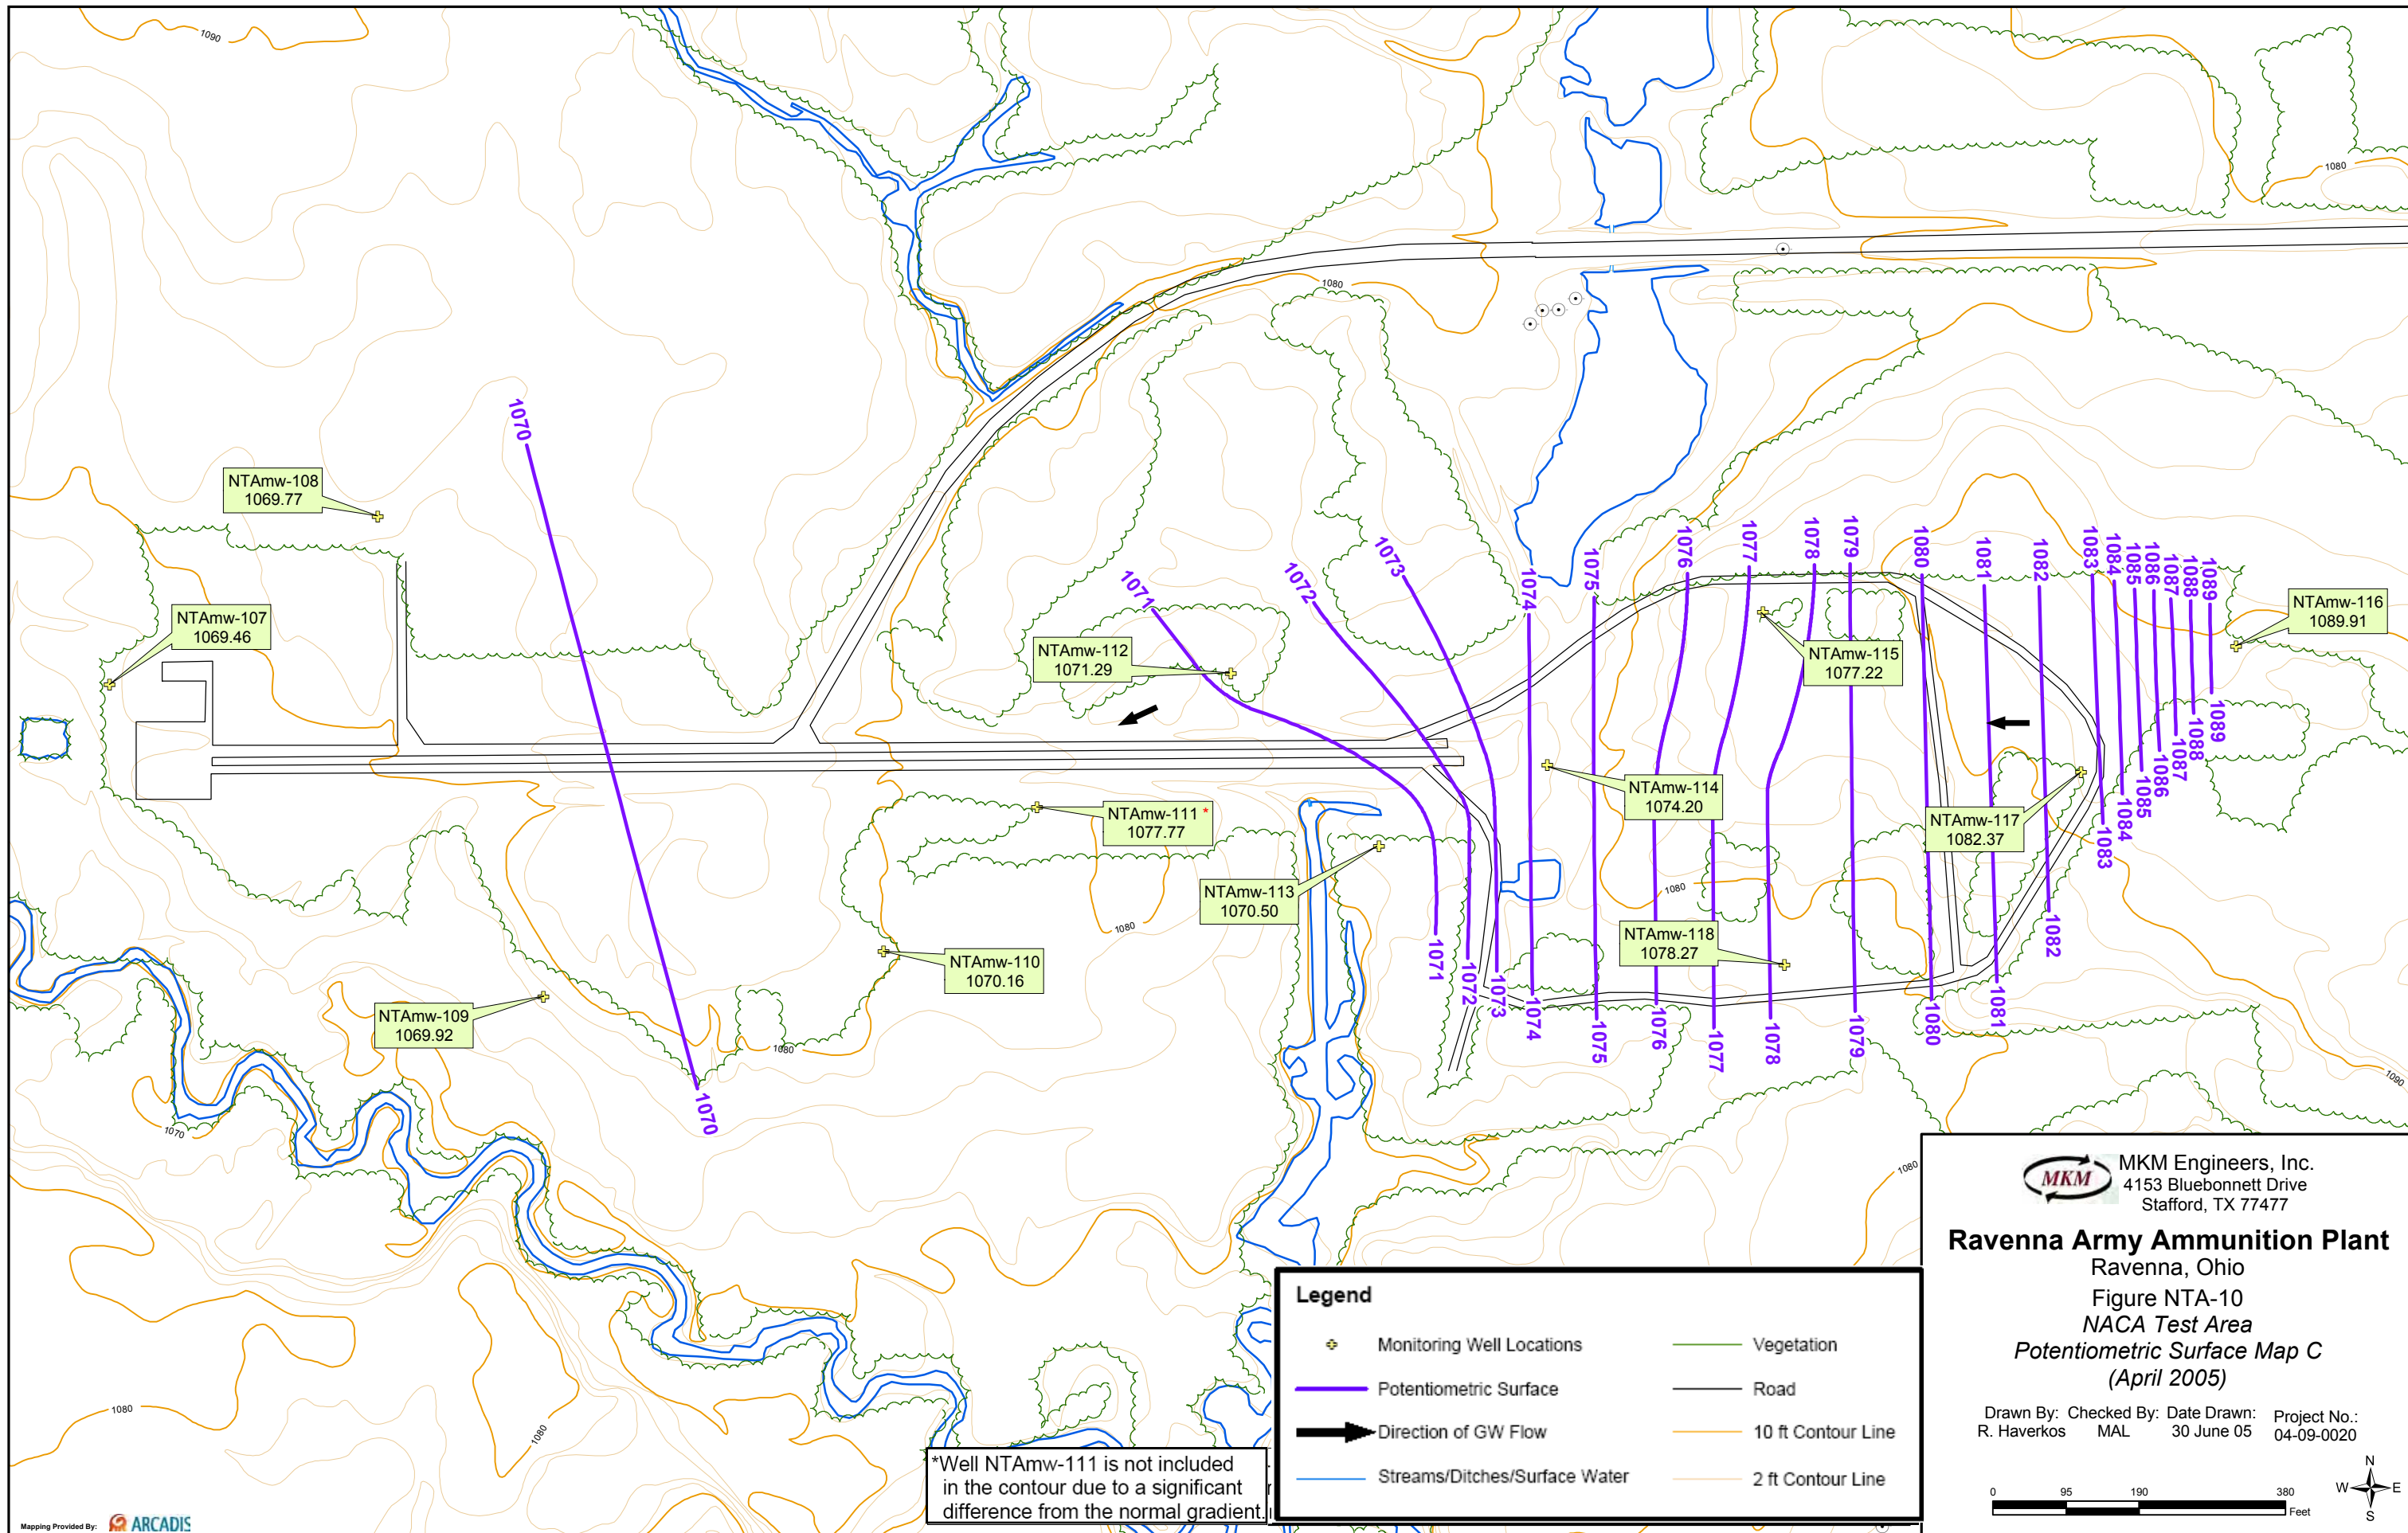 1090
1080
1080
1070
NTAmw-108
1069.77
NTAmw-107
1069.46
NTAmw-112
1071.29
1071
1072
1073
1074
1075
1076
1077
1078
1079
1080
1081
1082
1083
1084
1085
1086
1087
1088
1089
NTAmw-116
1089.91
NTAmw-115
1077.22
NTAmw-114
1074.20
NTAmw-111 *
1077.77
NTAmw-117
1082.37
NTAmw-113
1070.50
NTAmw-118
1078.27
NTAmw-110
1070.16
NTAmw-109
1069.92
1080
1080
1080
1070
1071
1072
1073
1074
1075
1076
1077
1078
1079
1080
1081
1082
1083
1084
1085
1086
1087
1088
1089
1070
1090
1080
1080
1080
MKM
MKM Engineers, Inc.
4153 Bluebonnett Drive
Stafford, TX 77477
Ravenna Army Ammunition Plant
Ravenna, Ohio
Figure NTA-10
NACA Test Area
Potentiometric Surface Map C
(April 2005)
Drawn By: Checked By: Date Drawn: Project No.:
R. Haverkos MAL 30 June 05 04-09-0020
N
W E
S
0 95 190 380
Feet
Legend
Monitoring Well Locations
Vegetation
Potentiometric Surface
Road
Direction of GW Flow
10 ft Contour Line
Streams/Ditches/Surface Water
2 ft Contour Line
*Well NTAmw-111 is not included
in the contour due to a significant
difference from the normal gradient.
Mapping Provided By: ARCADIS